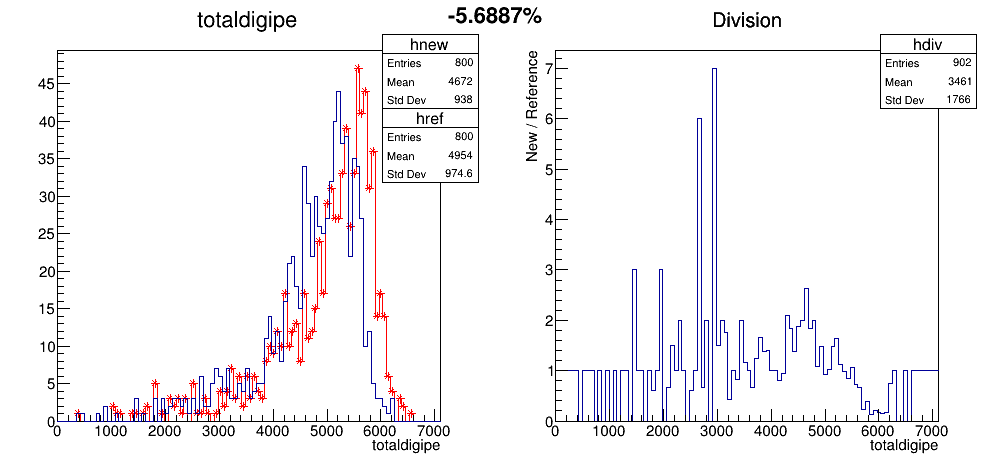 totaldigipe
-5.6887%
Division
hnew
Entries 800
Mean 4672
Std Dev 938
href
Entries 800
Mean 4954
Std Dev 974.6
45
40
35
30
25
20
15
10
5
0
0 1000 2000 3000 4000 5000 6000 7000
totaldigipe
hdiv
Entries 902
Mean 3461
Std Dev 1766
New / Reference
7
6
5
4
3
2
1
0
0 1000 2000 3000 4000 5000 6000 7000
totaldigipe